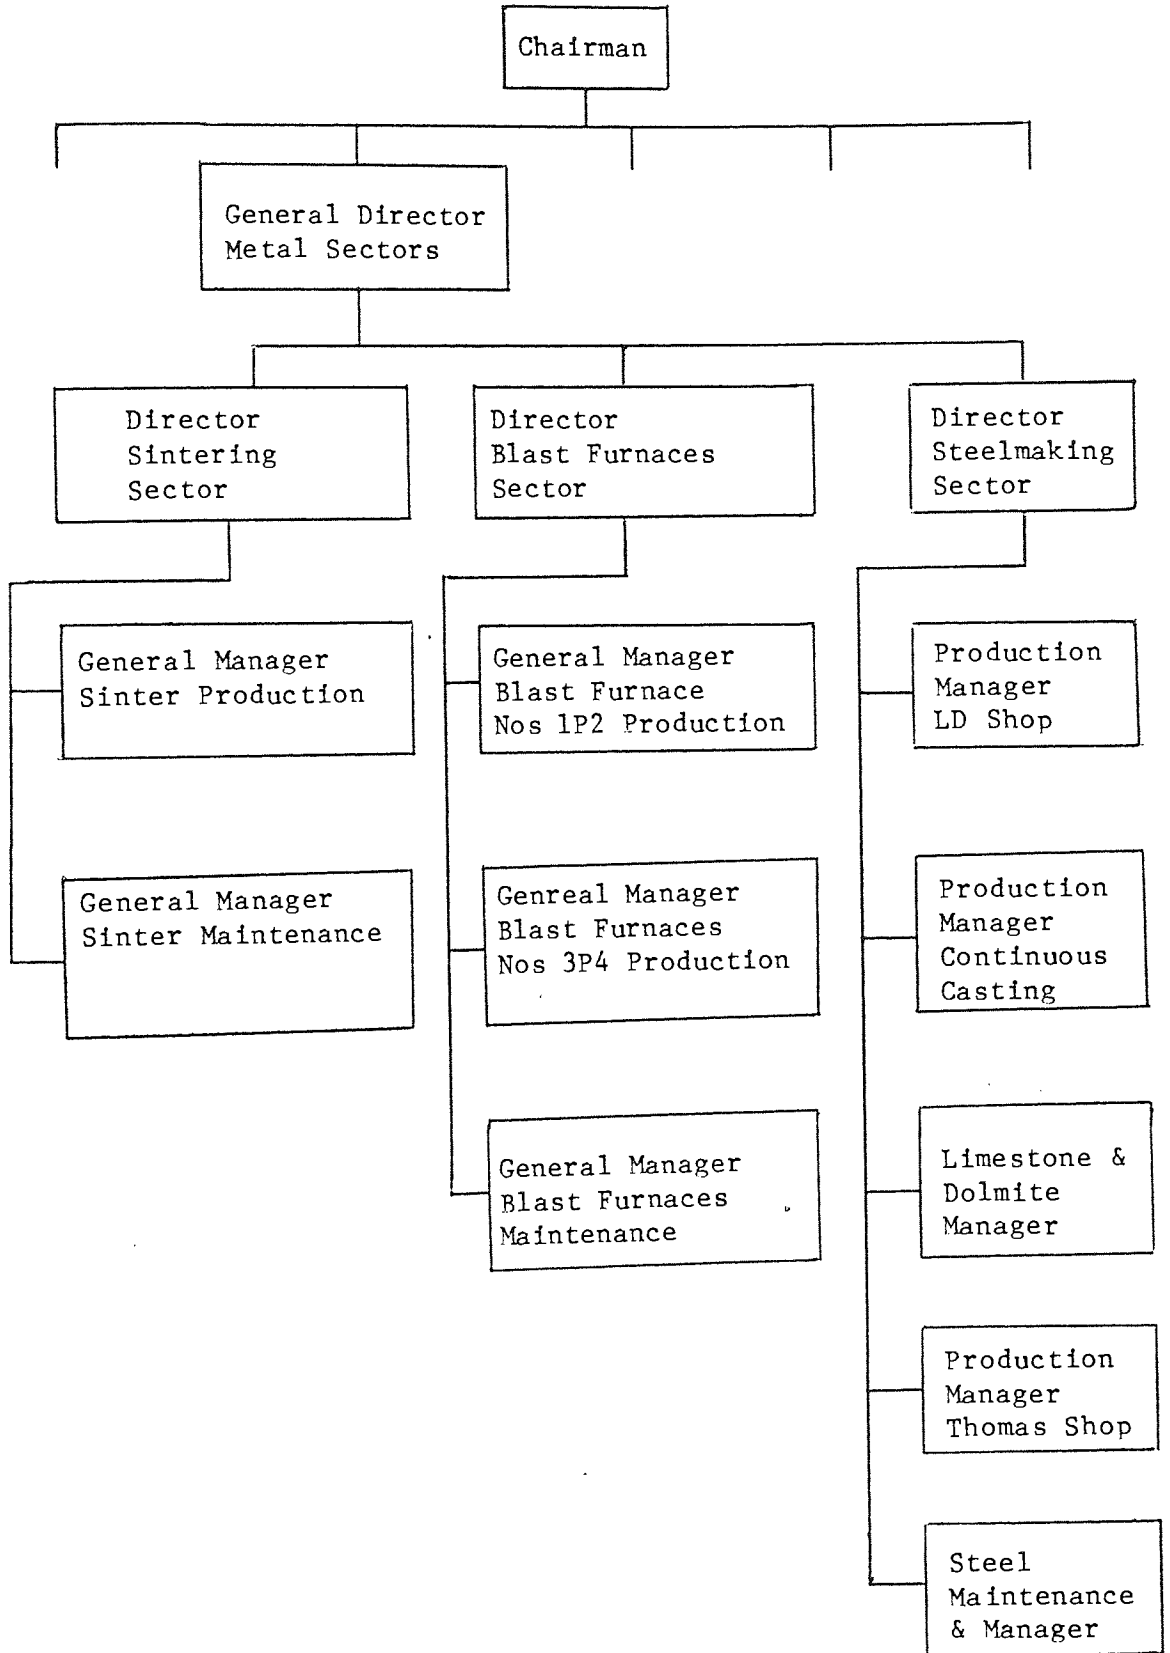 Chairman
General Director
Metal Sectors
Director
Sintering
Sector
Director
Blast Furnaces
Sector
Director
Steelmaking
Sector
General Manager
Sinter Production
General Manager
Sinter Maintenance
General Manager
Blast Furnace
Nos 1P2 Production
Genreal Manager
Blast Furnaces
Nos 3P4 Production
General Manager
Blast Furnaces
Maintenance
Production
Manager
LD Shop
Production
Manager
Continuous
Casting
Limestone &
Dolmite
Manager
Production
Manager
Thomas Shop
Steel
Maintenance
& Manager